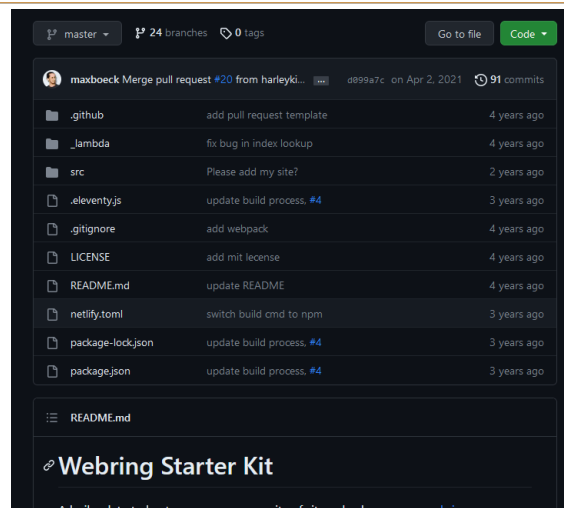 master 24 branches 0 tags Go to file Code
maxboeck Merge pull request #20 from harleyki... ... d099a7c on Apr 2, 2021 91 commits
.github add pull request template 4 years ago
_lambda fix bug in index lookup 4 years ago
src Please add my site? 2 years ago
.eleventy.js update build process, #4 3 years ago
.gitignore add webpack 4 years ago
LICENSE add mit lecense 4 years ago
README.md update README 4 years ago
netlify.toml switch build cmd to npm 3 years ago
package-lock.json update build process, #4 3 years ago
package.json update build process, #4 3 years ago
README.md
Webring Starter Kit